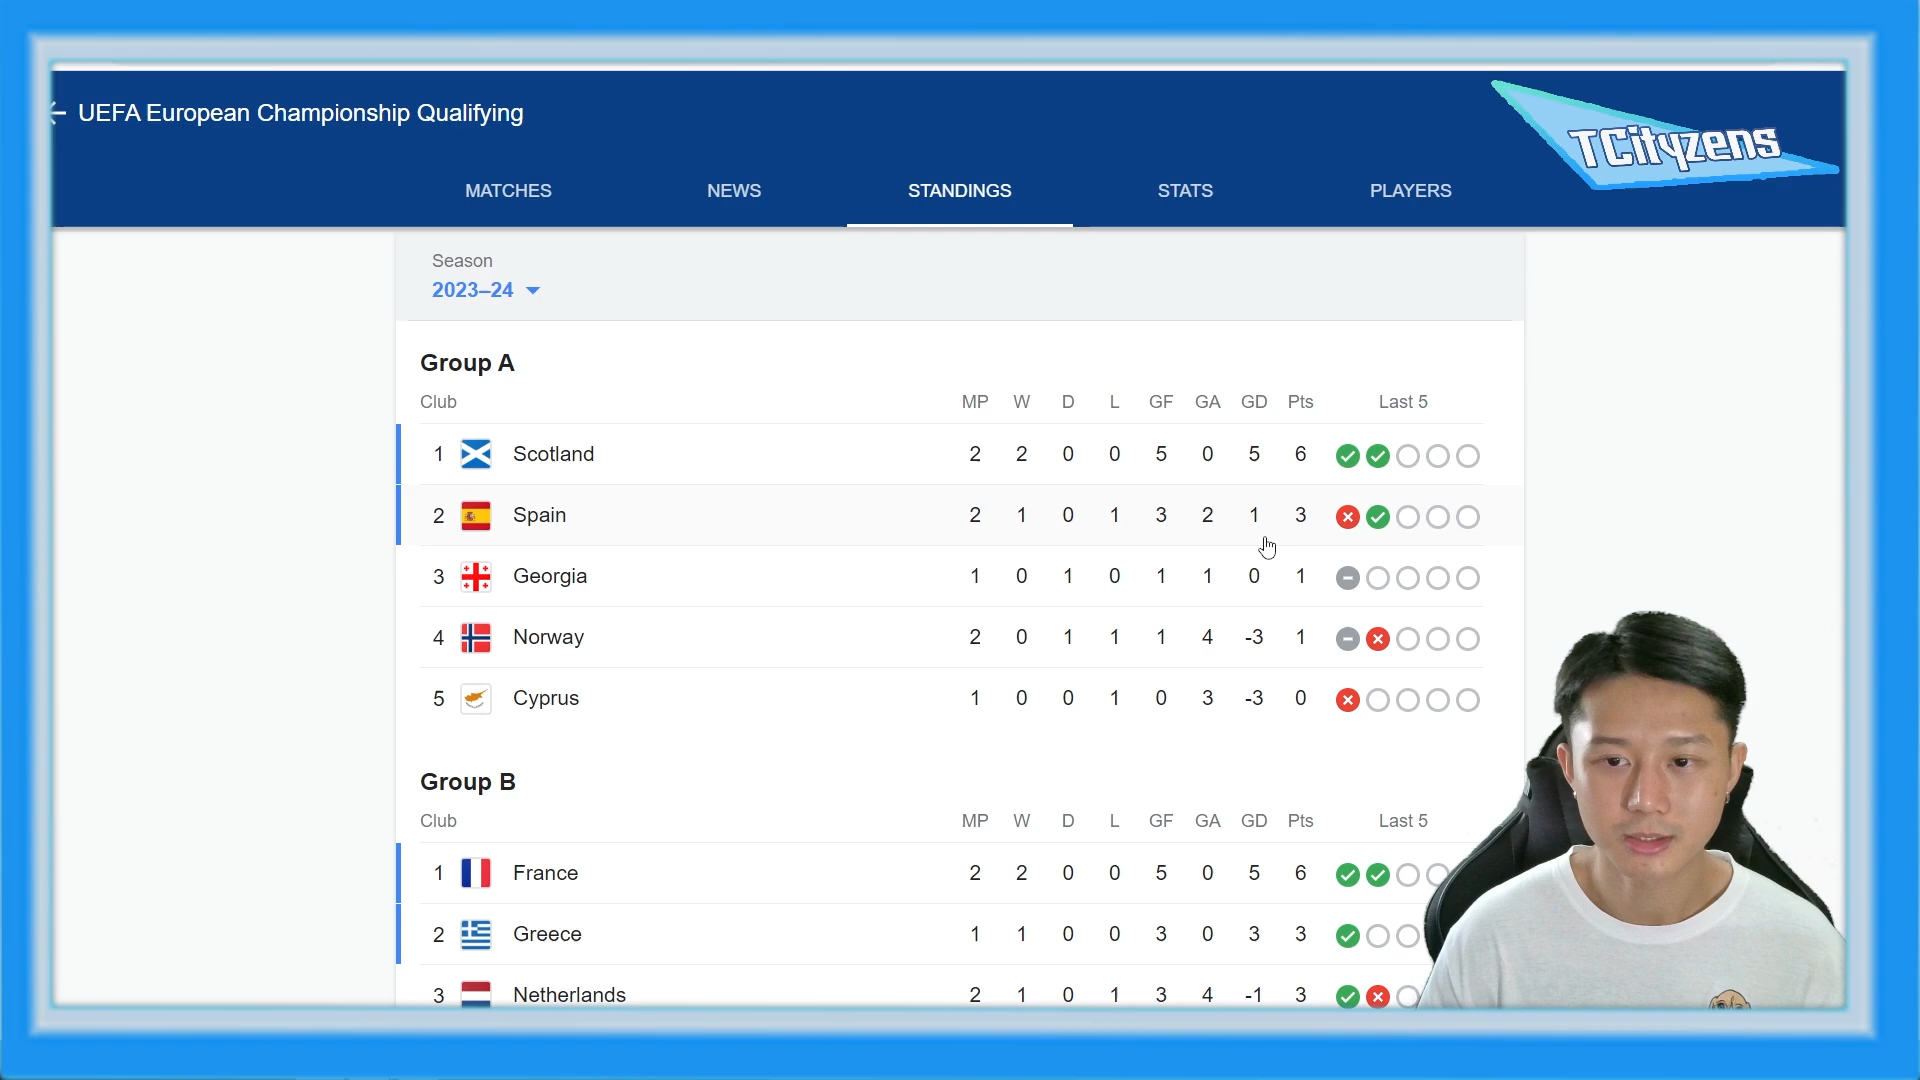 UEFA European Championship Qualifying
TCityzens
MATCHES NEWS STANDINGS STATS PLAYERS
Season
2023–24
Group A
Club MP W D L GF GA GD Pts Last 5
1 Scotland 2 2 0 0 5 0 5 6
2 Spain 2 1 0 1 3 2 1 3
3 Georgia 1 0 1 0 1 1 0 1
4 Norway 2 0 1 1 1 4 -3 1
5 Cyprus 1 0 0 1 0 3 -3 0
Group B
Club MP W D L GF GA GD Pts Last 5
1 France 2 2 0 0 5 0 5 6
2 Greece 1 1 0 0 3 0 3 3
3 Netherlands 2 1 0 1 3 4 -1 3